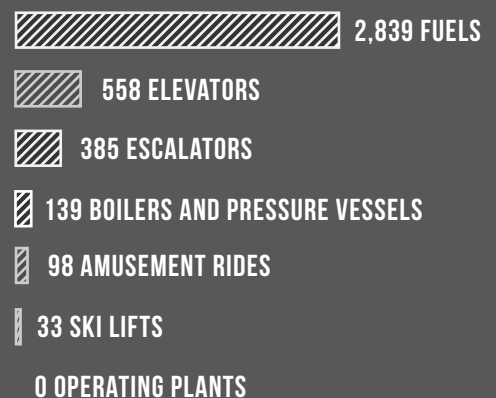 2,839 FUELS
558 ELEVATORS
385 ESCALATORS
139 BOILERS AND PRESSURE VESSELS
98 AMUSEMENT RIDES
33 SKI LIFTS
0 OPERATING PLANTS